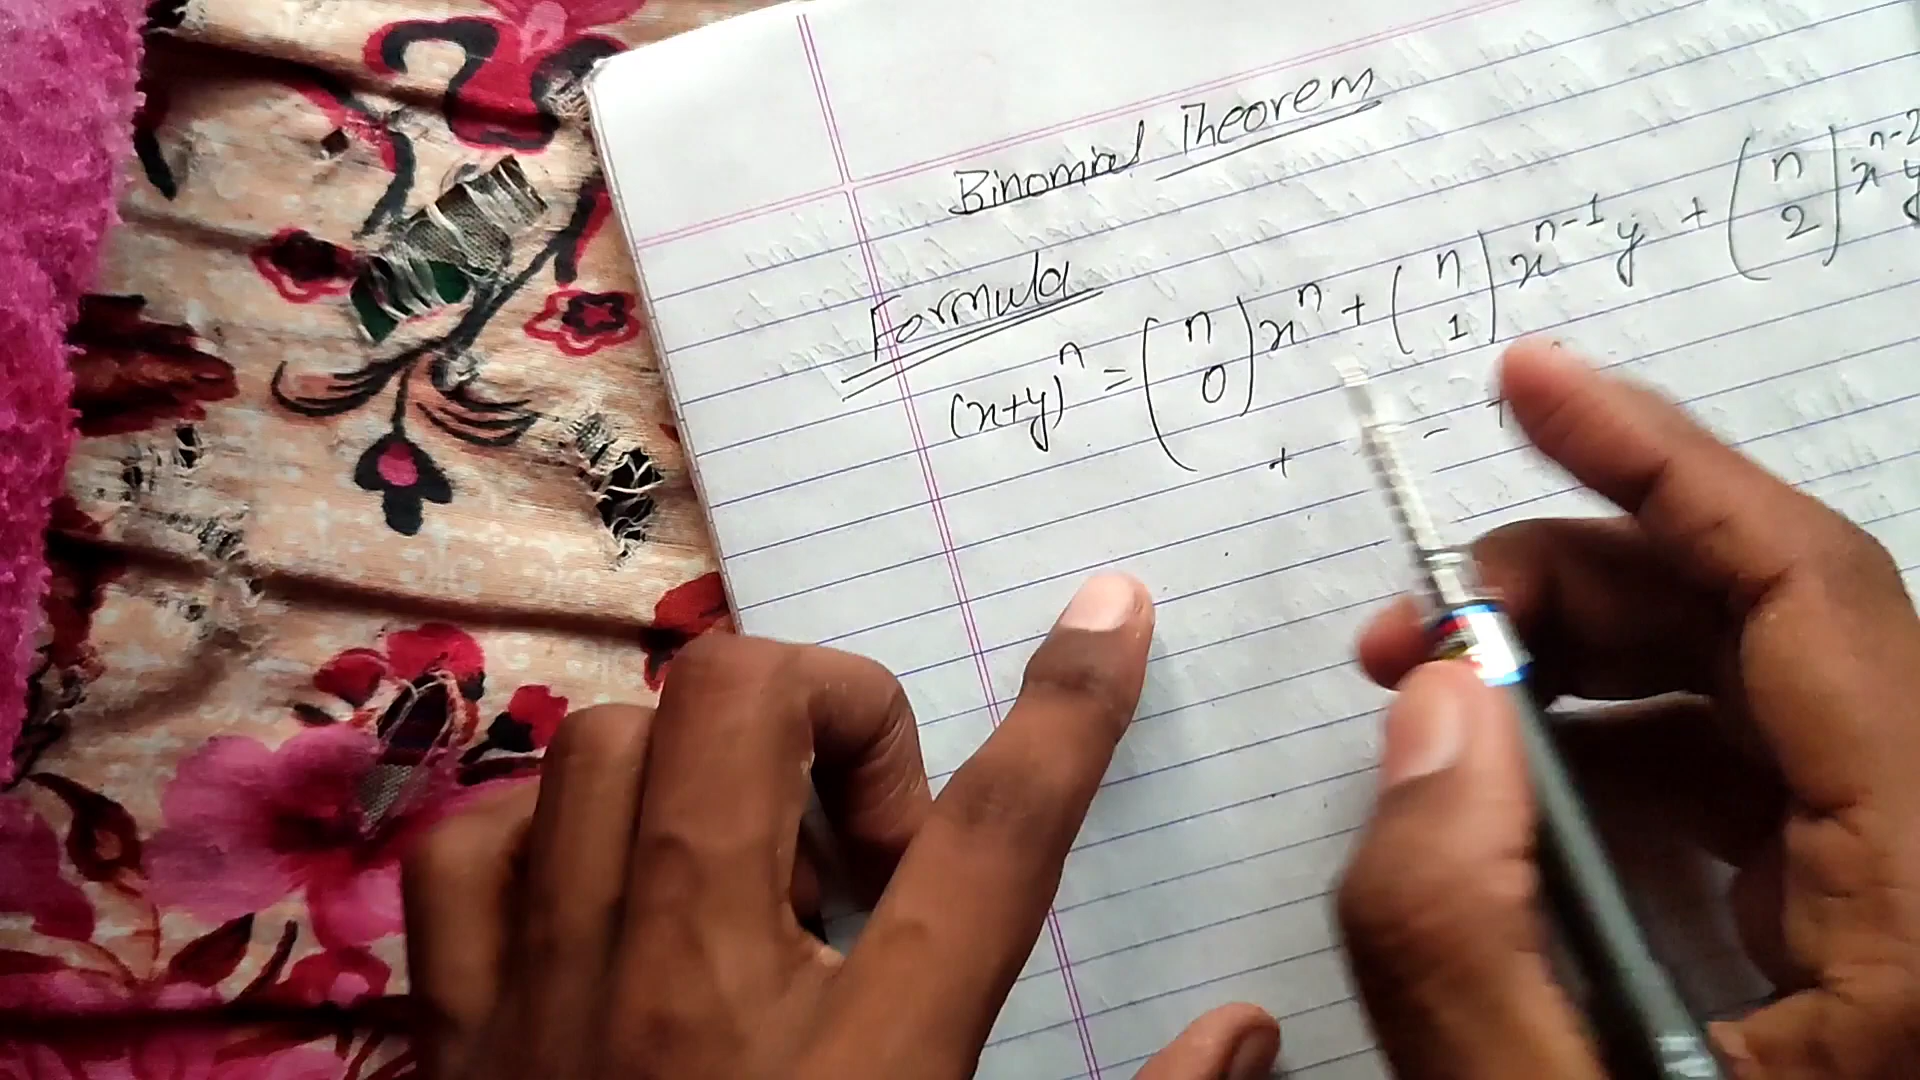 Binomial Theorem
Formula
(x+y)^n = (n 0) x^n + (n 1) x^{n-1} y + (n 2) x^{n-2} y
+ - +